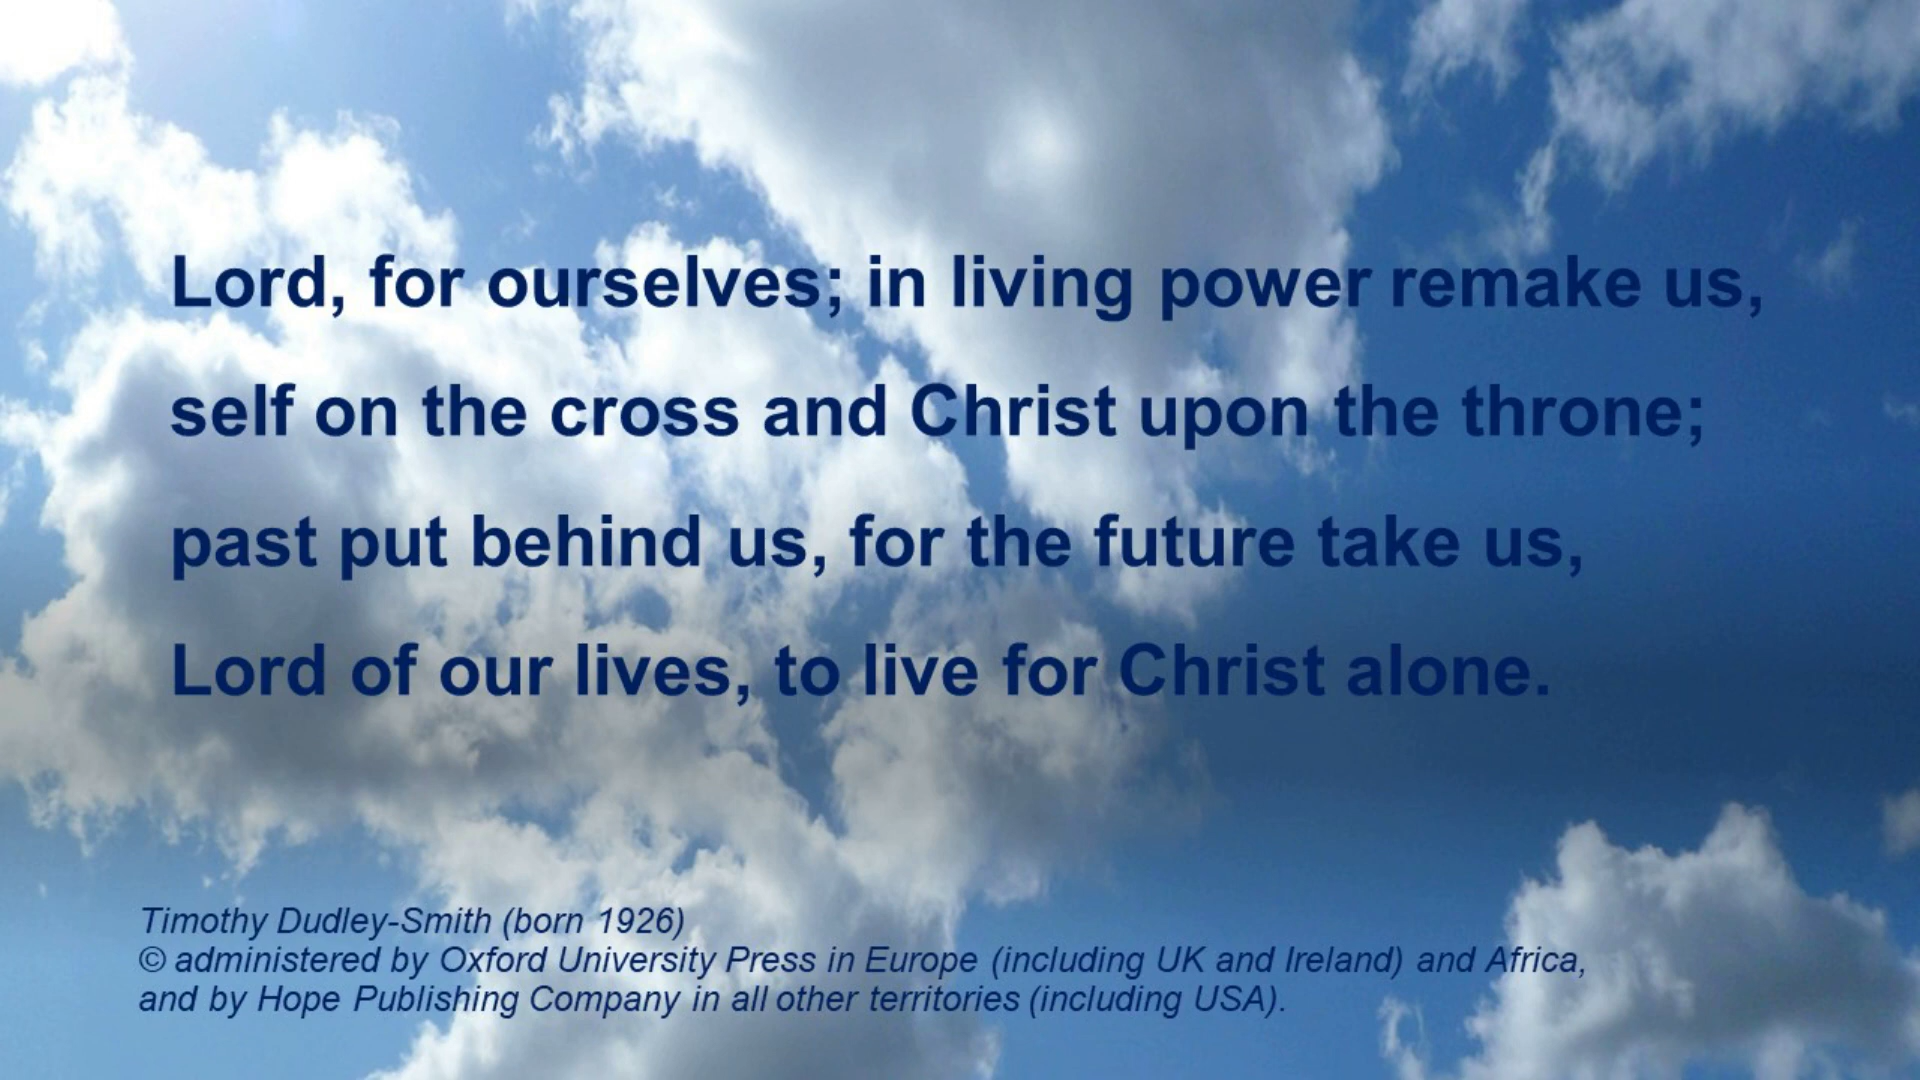 Lord, for ourselves; in living power remake us,
self on the cross and Christ upon the throne;
past put behind us, for the future take us,
Lord of our lives, to live for Christ alone.
Timothy Dudley-Smith (born 1926)
© administered by Oxford University Press in Europe (including UK and Ireland) and Africa,
and by Hope Publishing Company in all other territories (including USA).